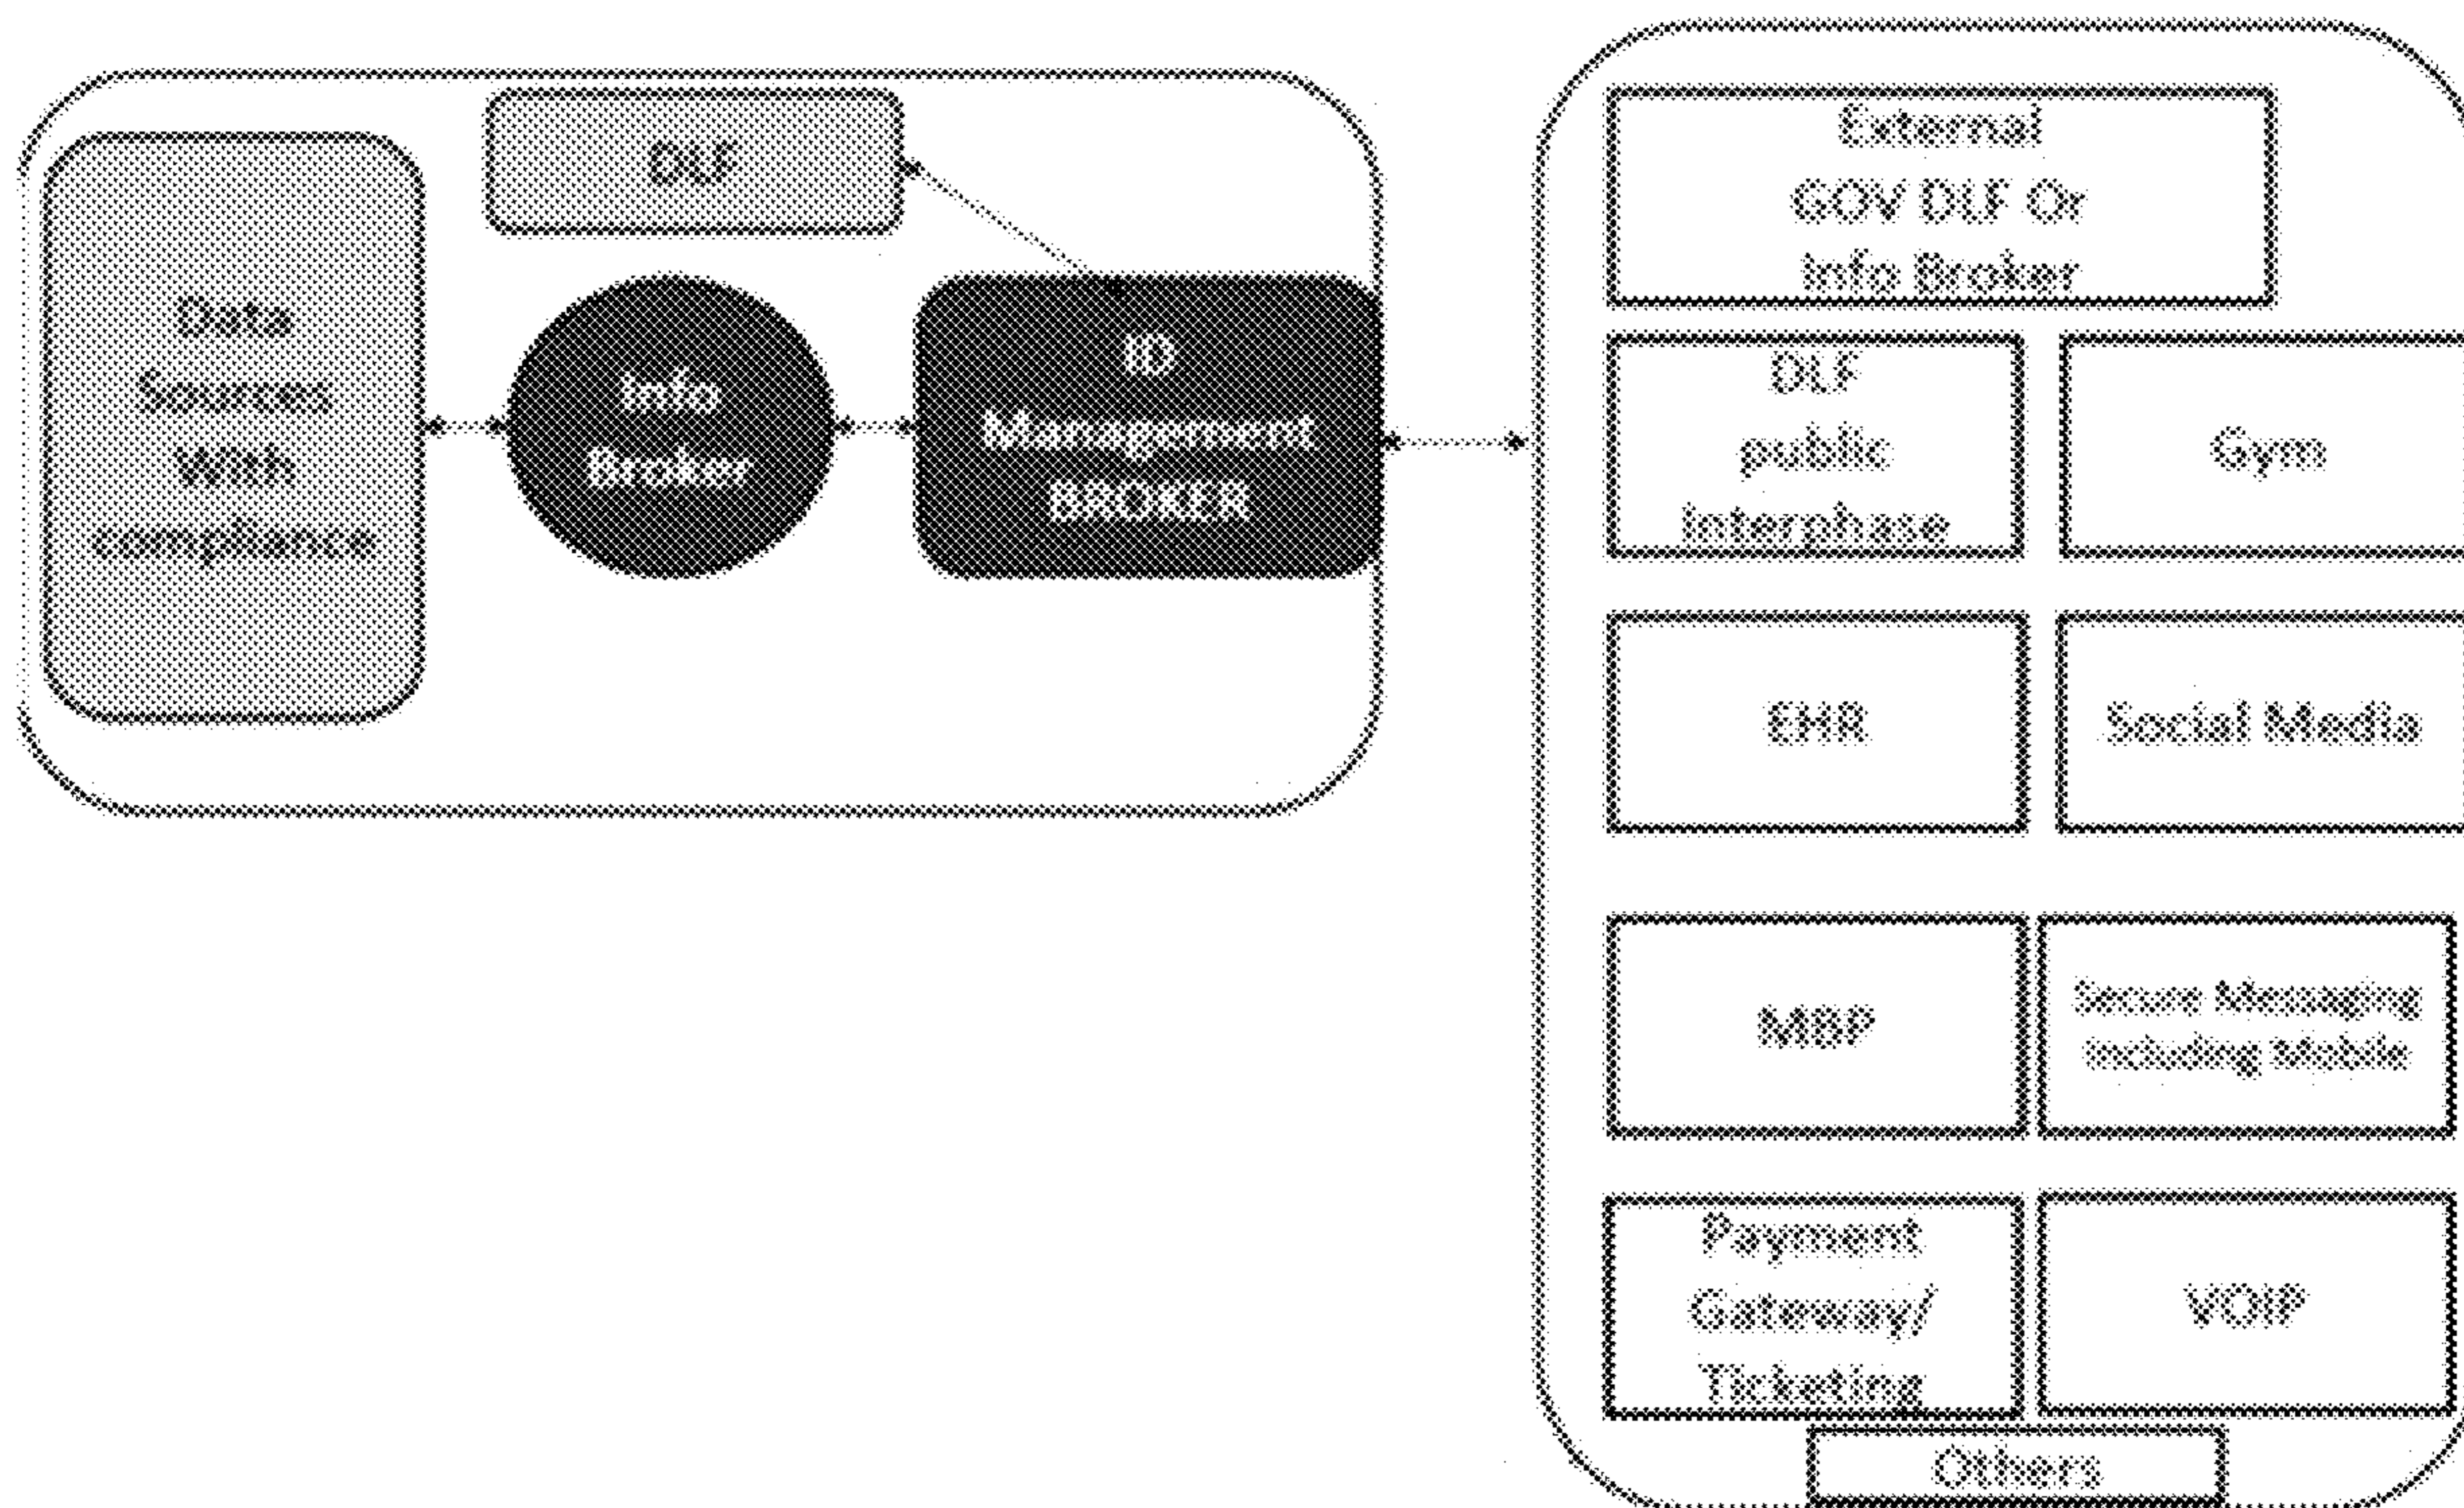 DLF
Data
Sources
With
compliance
Info
Broker
ID
Management
BROKER
External
GOV DLF Or
Info Broker
DLF
public
Interphase
Gym
EHR
Social Media
MBP
Secure Messaging
including Mobile
Payment
Gateway/
Ticketing
VOIP
Others